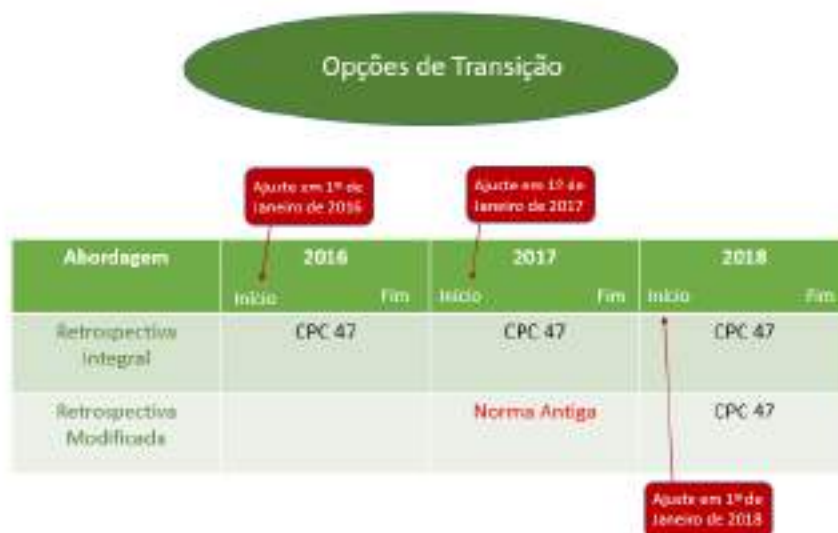 Opções de Transição
Ajuste em 1º de
Janeiro de 2016
Ajuste em 1º de
Janeiro de 2017
Abordagem 2016 2017 2018
Início Fim Início Fim Início Fim
Retrospectiva
Integral
CPC 47 CPC 47 CPC 47
Retrospectiva
Modificada
Norma Antiga CPC 47
Ajuste em 1º de
Janeiro de 2018